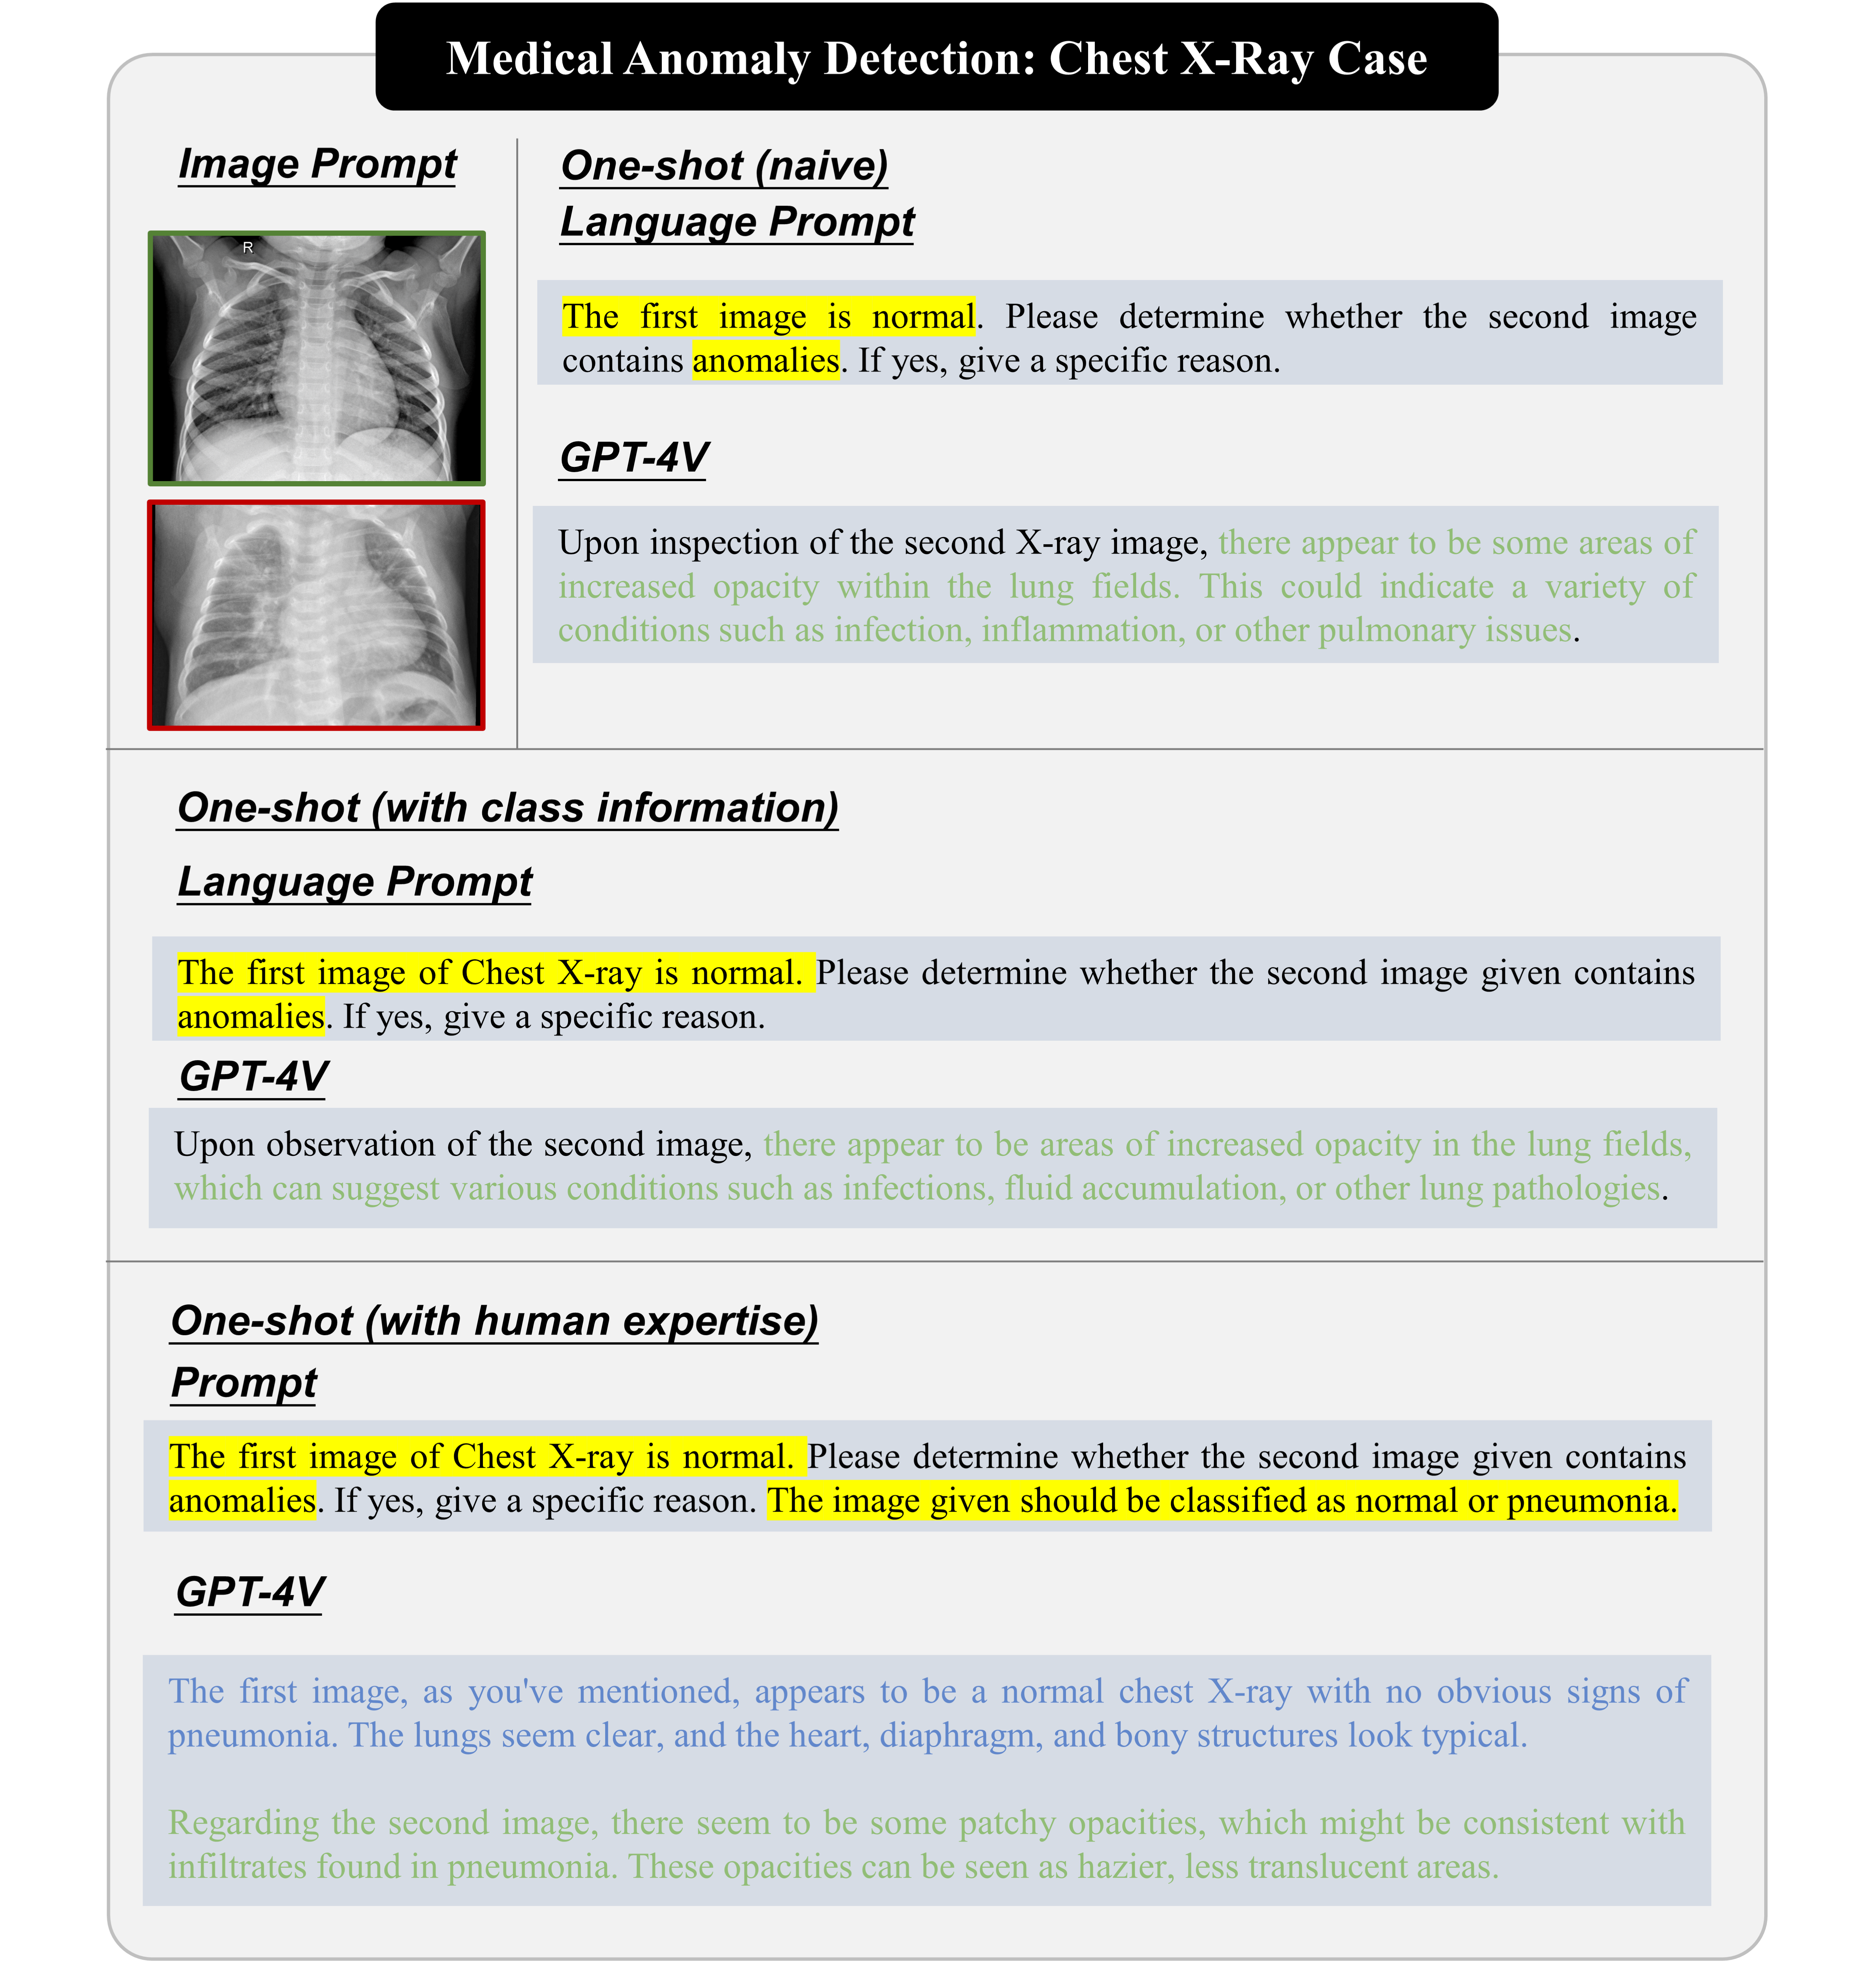 Medical Anomaly Detection: Chest X-Ray Case
Image Prompt
R
One-shot (naive)
Language Prompt
The first image is normal. Please determine whether the second image
contains anomalies. If yes, give a specific reason.
GPT-4V
Upon inspection of the second X-ray image, there appear to be some areas of
increased opacity within the lung fields. This could indicate a variety of
conditions such as infection, inflammation, or other pulmonary issues.
One-shot (with class information)
Language Prompt
The first image of Chest X-ray is normal. Please determine whether the second image given contains
anomalies. If yes, give a specific reason.
GPT-4V
Upon observation of the second image, there appear to be areas of increased opacity in the lung fields,
which can suggest various conditions such as infections, fluid accumulation, or other lung pathologies.
One-shot (with human expertise)
Prompt
The first image of Chest X-ray is normal. Please determine whether the second image given contains
anomalies. If yes, give a specific reason. The image given should be classified as normal or pneumonia.
GPT-4V
The first image, as you've mentioned, appears to be a normal chest X-ray with no obvious signs of
pneumonia. The lungs seem clear, and the heart, diaphragm, and bony structures look typical.
Regarding the second image, there seem to be some patchy opacities, which might be consistent with
infiltrates found in pneumonia. These opacities can be seen as hazier, less translucent areas.